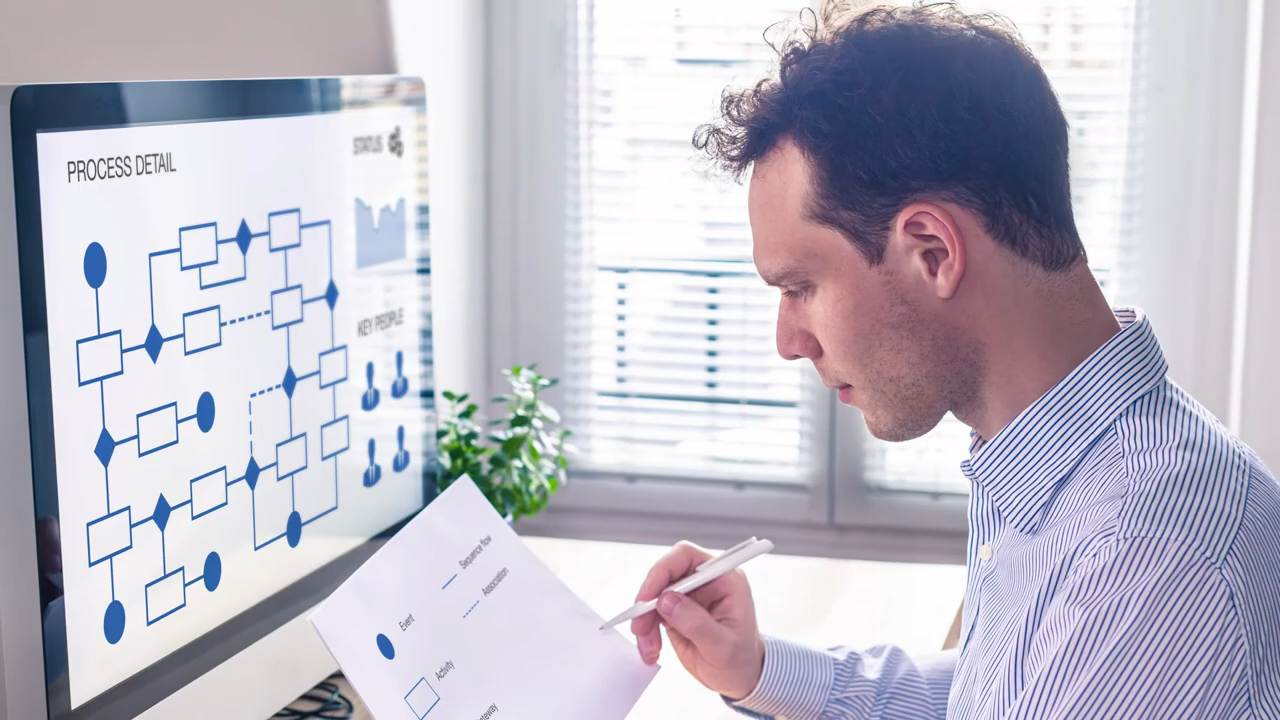 PROCESS DETAIL
STATUS
KEY PEOPLE
Sequence flow
Association
Event
Activity